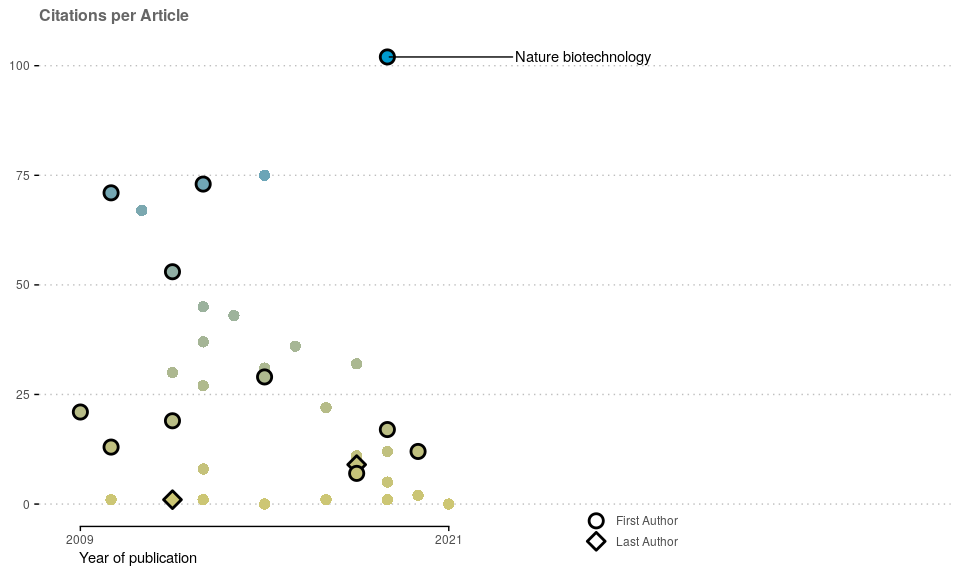 Citations per Article
Nature biotechnology
100
75
50
25
0
2009
2021
Year of publication
First Author
Last Author